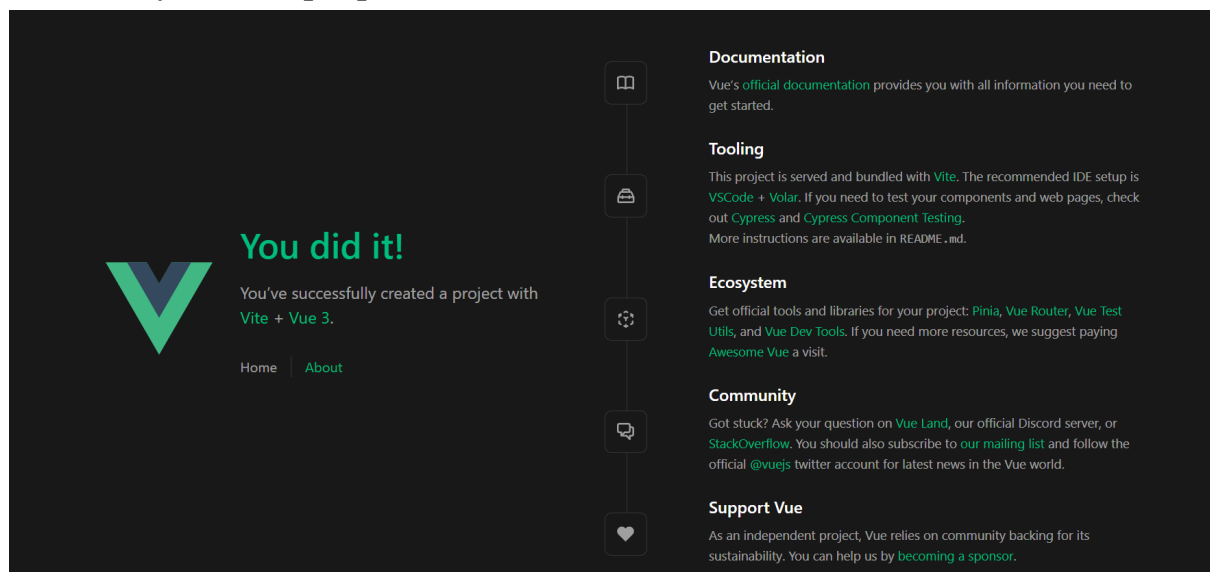 You did it!
You've successfully created a project with
Vite + Vue 3.
Home
About
Documentation
Vue's official documentation provides you with all information you need to
get started.
Tooling
This project is served and bundled with Vite. The recommended IDE setup is
VSCode + Volar. If you need to test your components and web pages, check
out Cypress and Cypress Component Testing.
More instructions are available in README.md.
Ecosystem
Get official tools and libraries for your project: Pinia, Vue Router, Vue Test
Utils, and Vue Dev Tools. If you need more resources, we suggest paying
Awesome Vue a visit.
Community
Got stuck? Ask your question on Vue Land, our official Discord server, or
StackOverflow. You should also subscribe to our mailing list and follow the
official @vuejs twitter account for latest news in the Vue world.
Support Vue
As an independent project, Vue relies on community backing for its
sustainability. You can help us by becoming a sponsor.